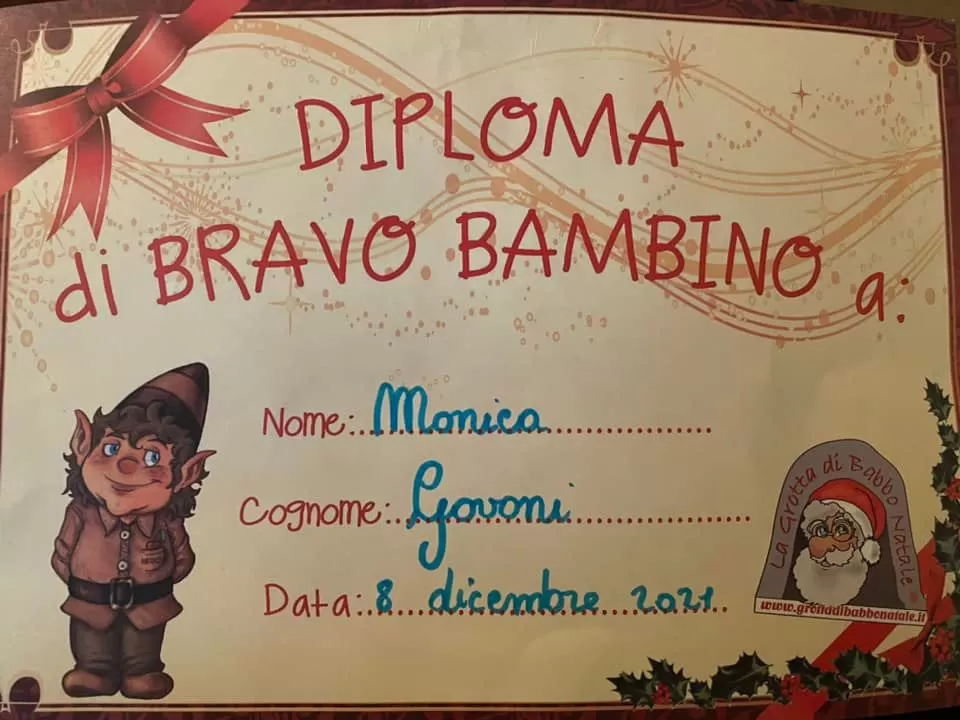 DIPLOMA
di BRAVO BAMBINO a:
Nome: Monica
Cognome: Govoni
Data: 8 dicembre 2021
La Grotta di Babbo Natale
www.grottadibabbonatale.it